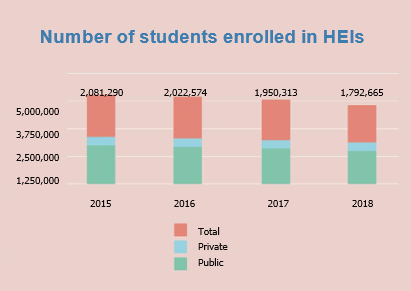 Number of students enrolled in HEIs
2,081,290 2,022,574 1,950,313 1,792,665
5,000,000
3,750,000
2,500,000
1,250,000
2015 2016 2017 2018
Total
Private
Public